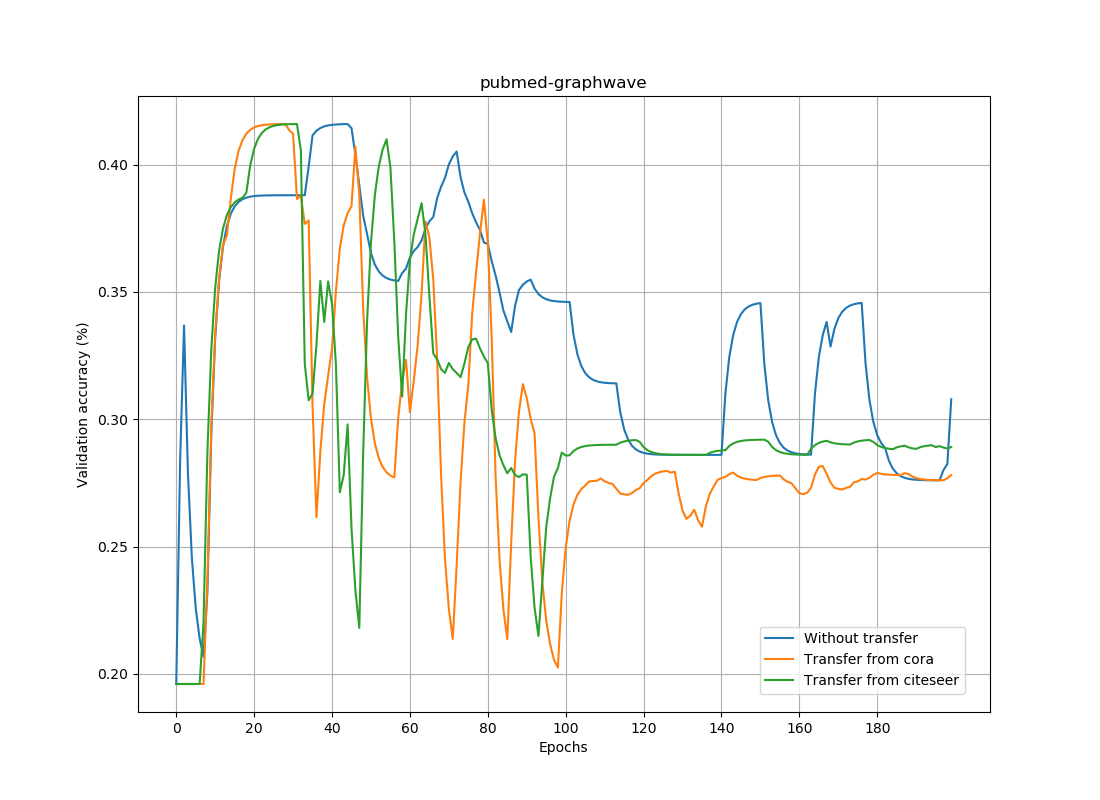 pubmed-graphwave
Validation accuracy (%)
0.40
0.35
0.30
0.25
0.20
0 20 40 60 80 100 120 140 160 180
Epochs
Without transfer
Transfer from cora
Transfer from citeseer